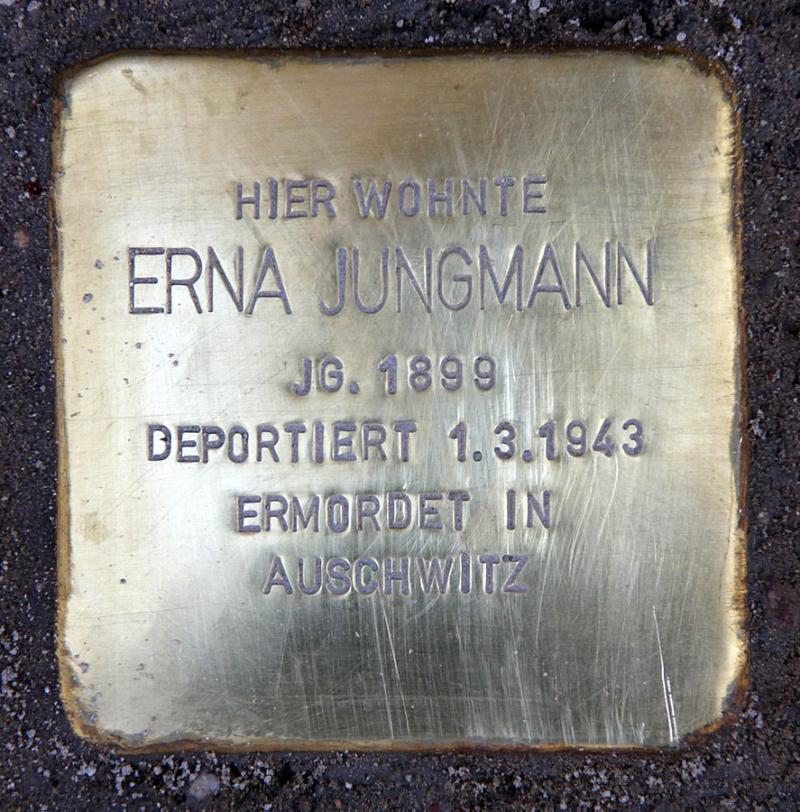 HIER WOHNTE
ERNA JUNGMANN
JG. 1899
DEPORTIERT 1.3.1943
ERMORDET IN
AUSCHWITZ